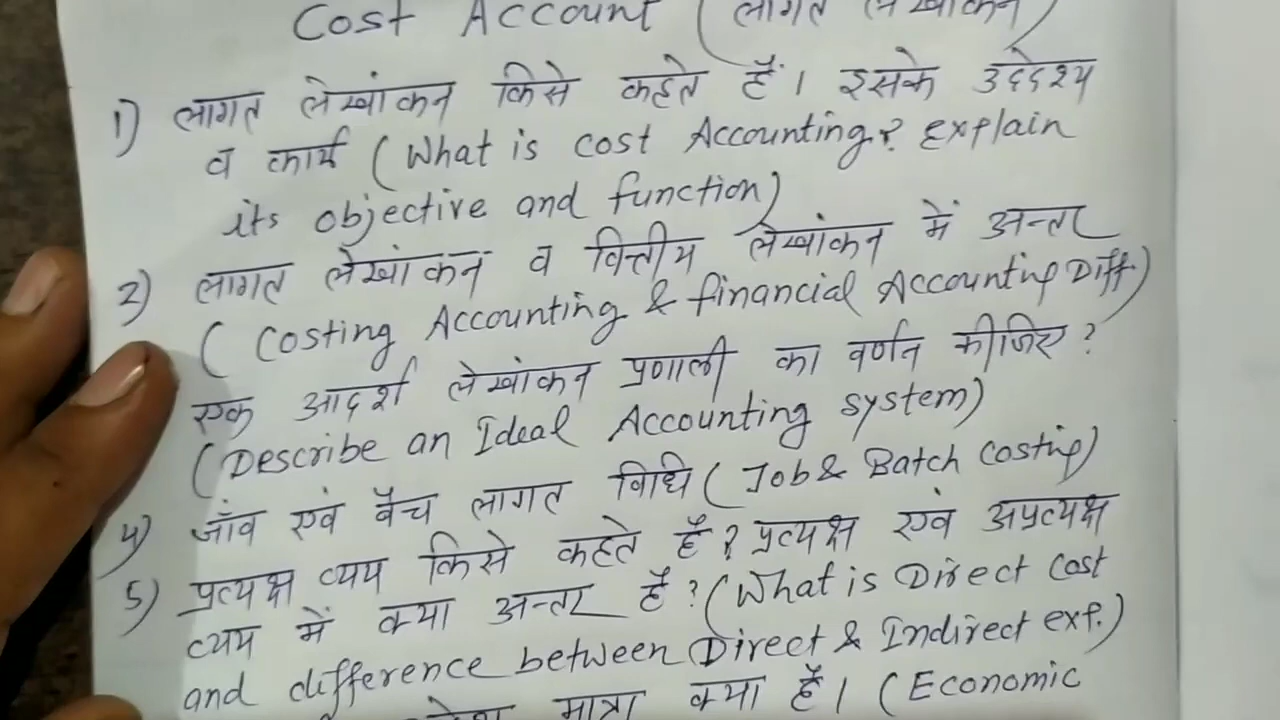 Cost Account (लागत लेखांकन)
1) लागत लेखांकन किसे कहते हैं। इसके उद्देश्य
व कार्य (What is cost Accounting? explain
its objective and function)
2) लागत लेखांकन व वित्तीय लेखांकन में अन्तर
( Costing Accounting & financial Accounting Diff.)
एक आदर्श लेखांकन प्रणाली का वर्णन कीजिए?
(Describe an Ideal Accounting system)
4) जॉब एवं बैच लागत विधि ( Job & Batch costing)
5) प्रत्यक्ष व्यय किसे कहते हैं? प्रत्यक्ष एवं अप्रत्यक्ष
व्यय में क्या अन्तर है? (What is Direct cost
and difference between Direct & Indirect exp.)
मात्रा क्या है। (Economic